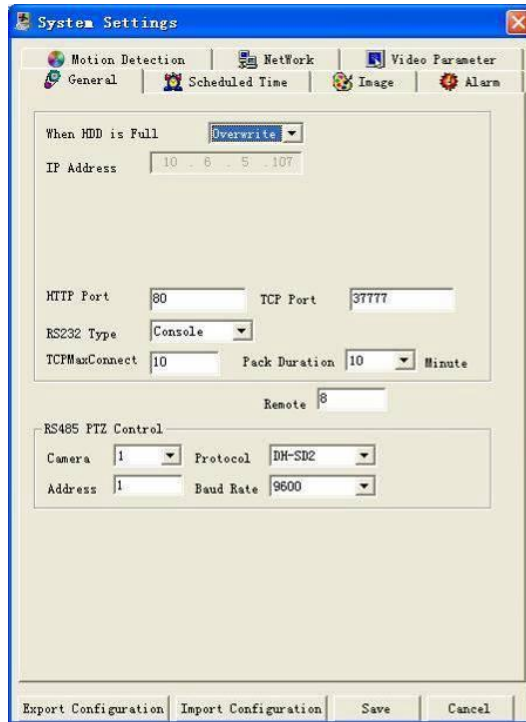 System Settings
Motion Detection NetWork Video Parameter
General Scheduled Time Image Alarm
When HDD is Full Overwrite
IP Address 10 . 6 . 5 .107
HTTP Port 80 TCP Port 37777
RS232 Type Console
TCPMaxConnect 10 Pack Duration 10 Minute
Remote 8
RS485 PTZ Control
Camera 1 Protocol DH-SD2
Address 1 Baud Rate 9600
Export Configuration Import Configuration Save Cancel